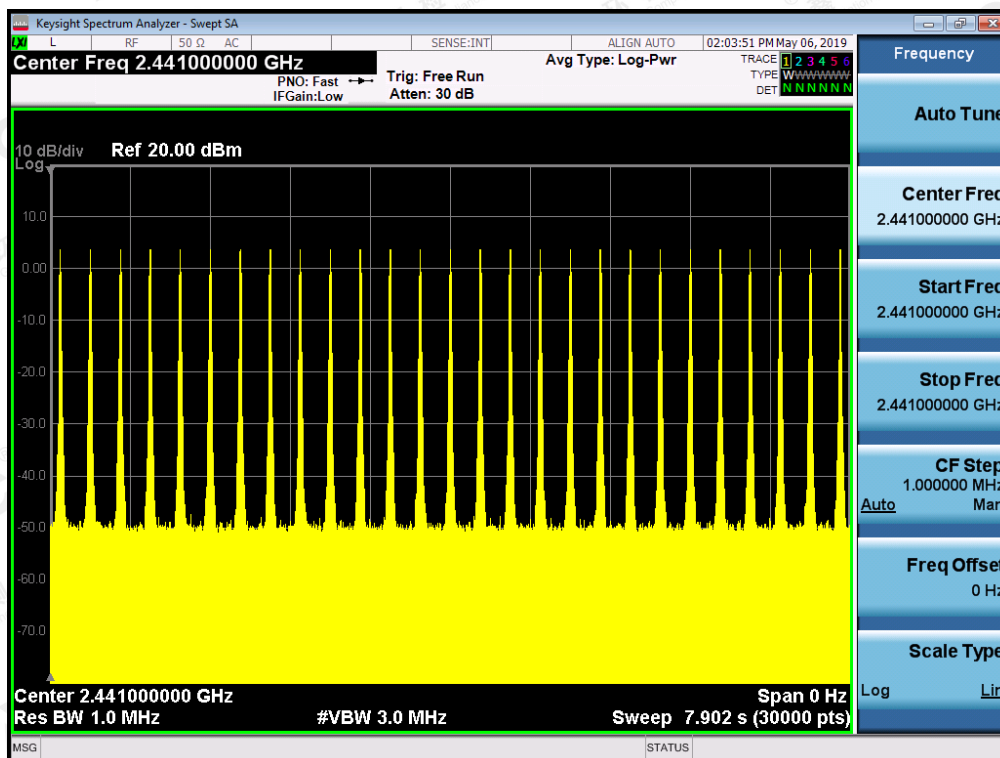 Keysight Spectrum Analyzer - Swept SA
LXI L RF 50 Ω AC SENSE:INT ALIGN AUTO 02:03:51 PM May 06, 2019
Center Freq 2.441000000 GHz
PNO: Fast
IFGain:Low
Trig: Free Run
Atten: 30 dB
Avg Type: Log-Pwr
TRACE 1 2 3 4 5 6
TYPE W
DET N N N N N N
10 dB/div Ref 20.00 dBm
Log
10.0
0.00
-10.0
-20.0
-30.0
-40.0
-50.0
-60.0
-70.0
Center 2.441000000 GHz Span 0 Hz
Res BW 1.0 MHz #VBW 3.0 MHz Sweep 7.902 s (30000 pts)
MSG STATUS
Frequency
Auto Tune
Center Freq
2.441000000 GHz
Start Freq
2.441000000 GHz
Stop Freq
2.441000000 GHz
CF Step
1.000000 MHz
Auto Man
Freq Offset
0 Hz
Scale Type
Log Lin